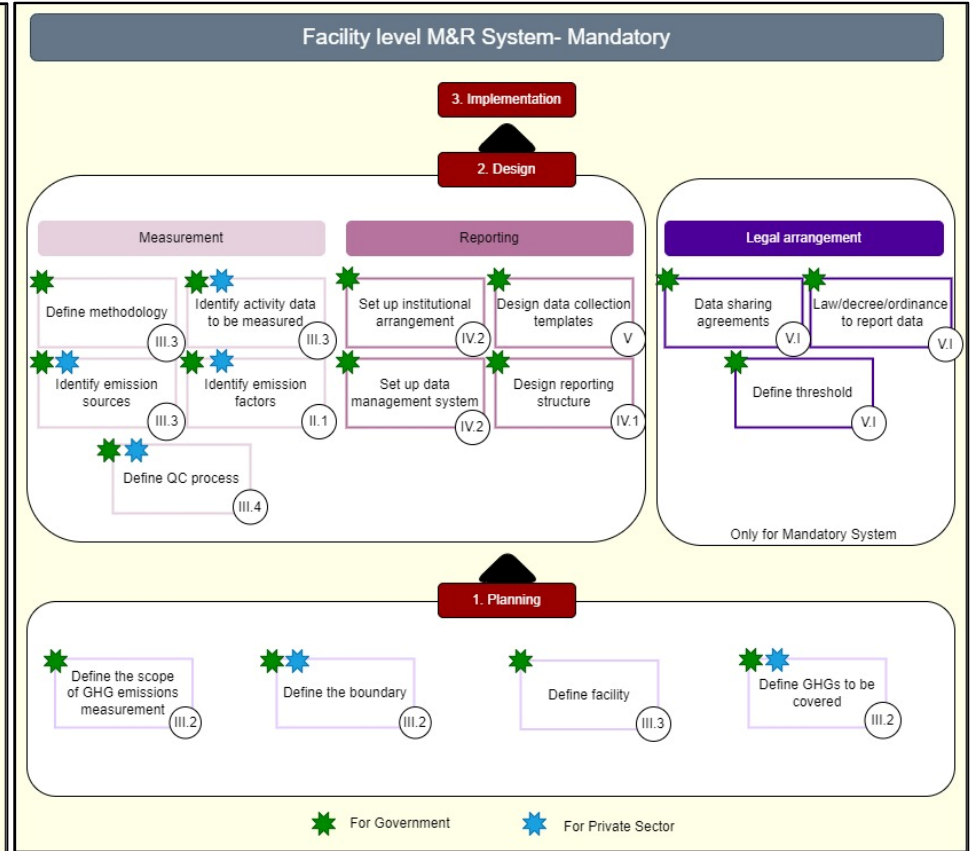 Facility level M&R System- Mandatory
3. Implementation
2. Design
Measurement
Reporting
Legal arrangement
Define methodology
III.3
Identify activity data
to be measured
III.3
Set up institutional
arrangement
IV.2
Design data collection
templates
V
Data sharing
agreements
V.I
Law/decree/ordinance
to report data
V.I
Identify emission
sources
III.3
Identify emission
factors
II.1
Set up data
management system
IV.2
Design reporting
structure
IV.1
Define threshold
V.I
Define QC process
III.4
Only for Mandatory System
1. Planning
Define the scope
of GHG emissions
measurement
III.2
Define the boundary
III.2
Define facility
III.3
Define GHGs to be
covered
III.2
For Government
For Private Sector